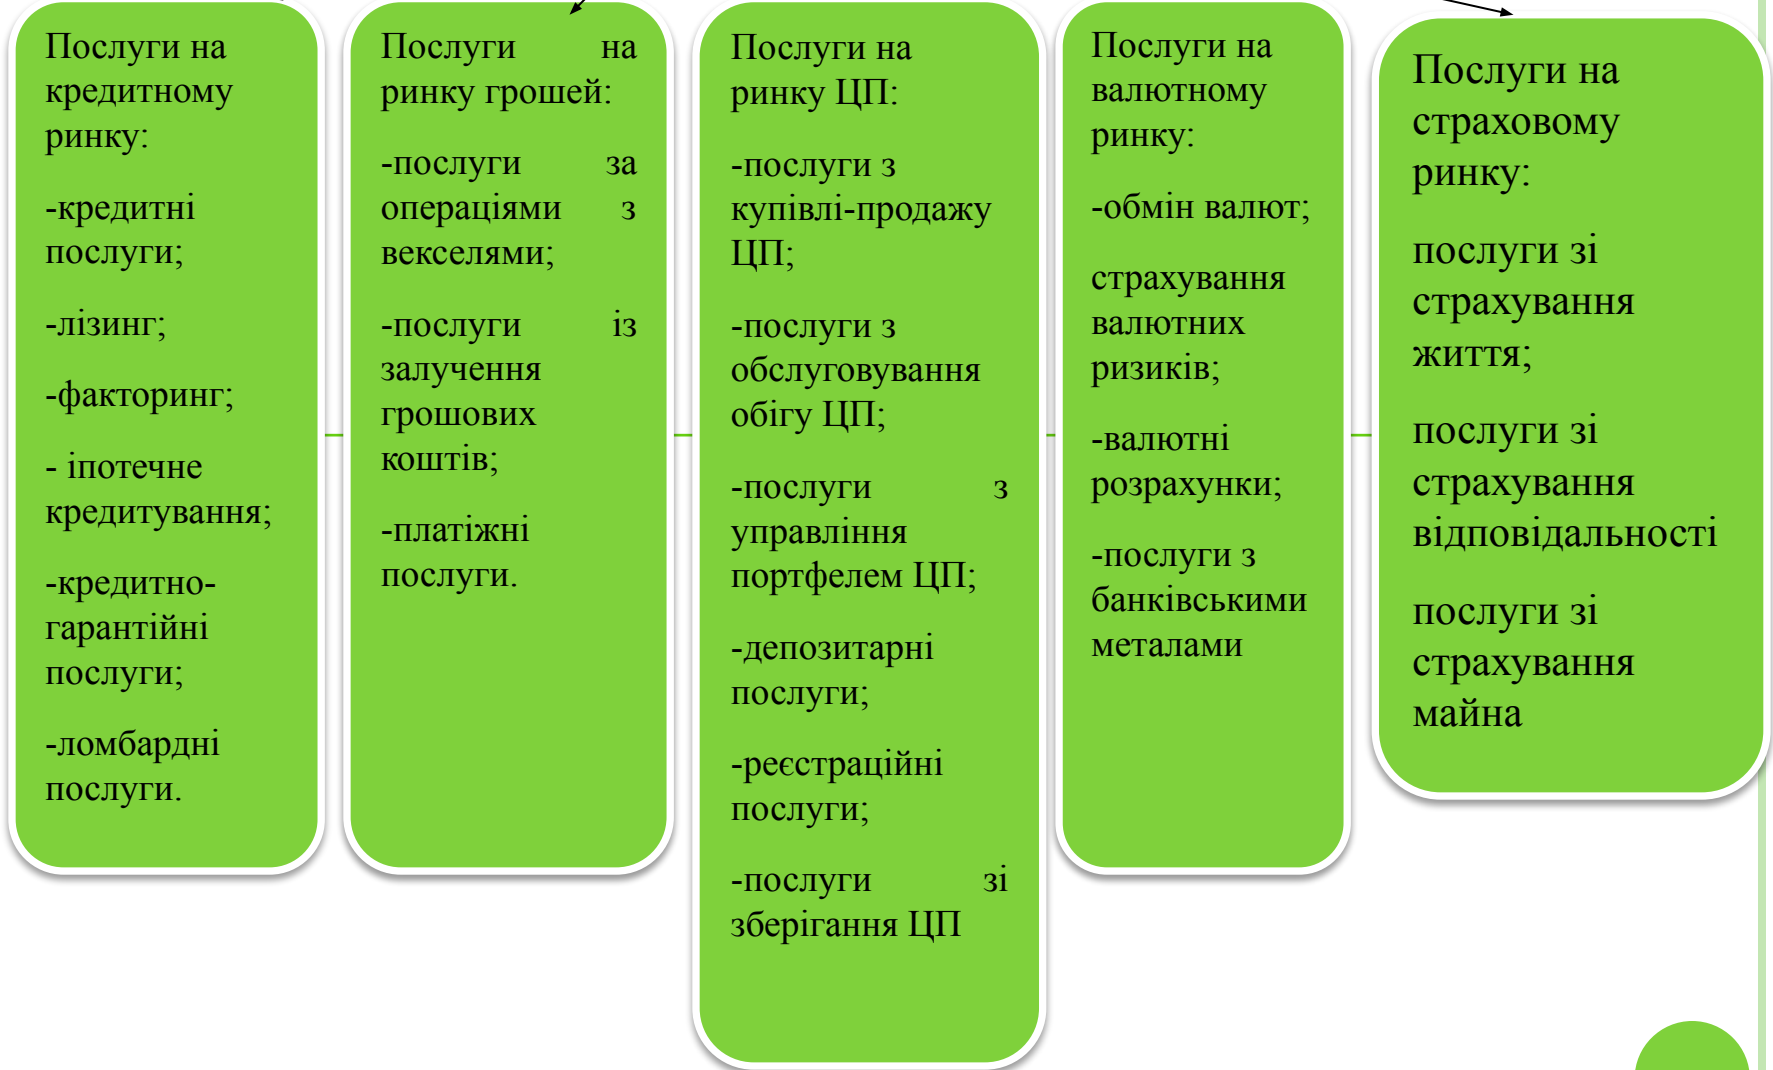 Послуги на
кредитному
ринку:
-кредитні
послуги;
-лізинг;
-факторинг;
- іпотечне
кредитування;
-кредитно-
гарантійні
послуги;
-ломбардні
послуги.
Послуги на
ринку грошей:
-послуги за
операціями з
векселями;
-послуги із
залучення
грошових
коштів;
-платіжні
послуги.
Послуги на
ринку ЦП:
-послуги з
купівлі-продажу
ЦП;
-послуги з
обслуговування
обігу ЦП;
-послуги з
управління
портфелем ЦП;
-депозитарні
послуги;
-реєстраційні
послуги;
-послуги зі
зберігання ЦП
Послуги на
валютному
ринку:
-обмін валют;
страхування
валютних
ризиків;
-валютні
розрахунки;
-послуги з
банківськими
металами
Послуги на
страховому
ринку:
послуги зі
страхування
життя;
послуги зі
страхування
відповідальності
послуги зі
страхування
майна